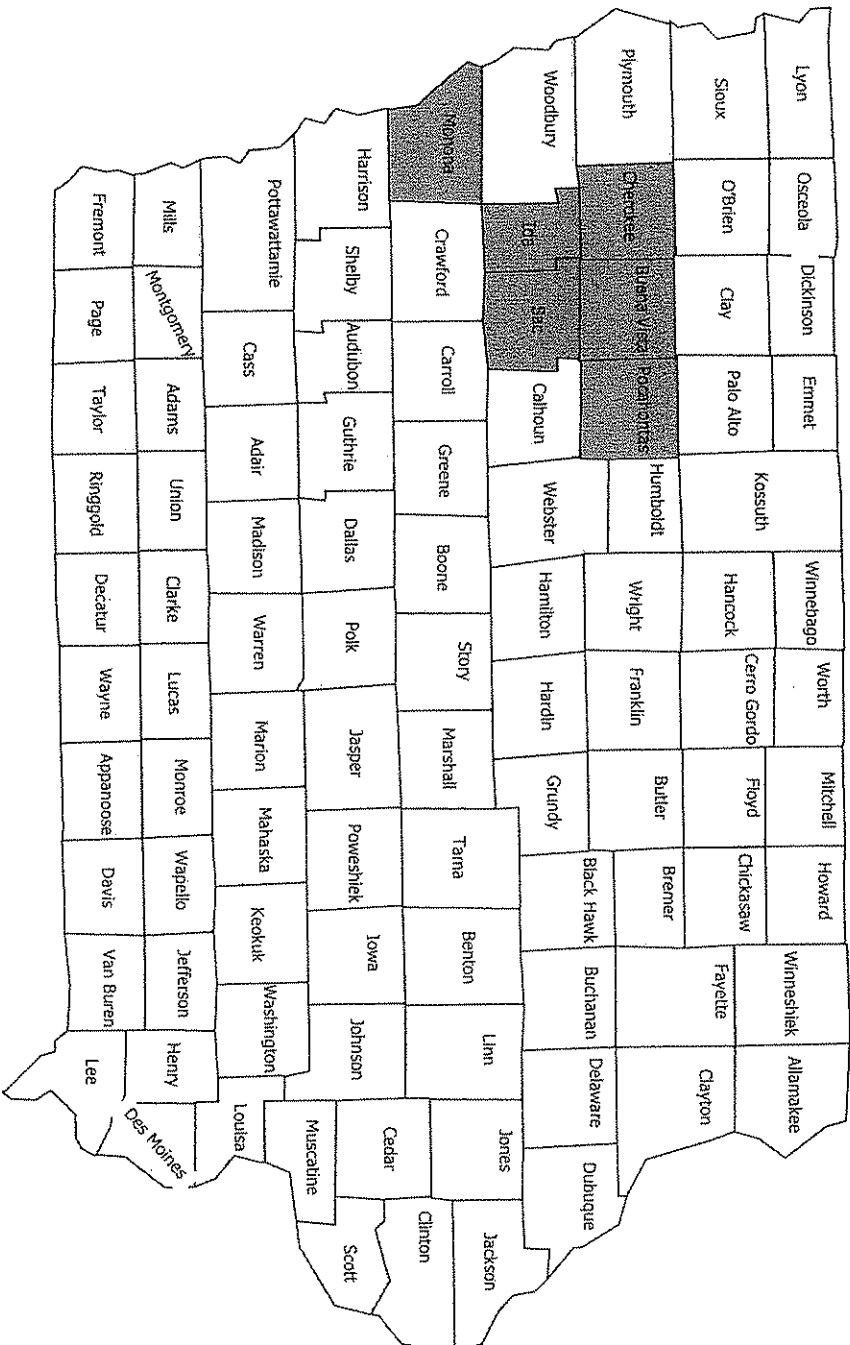 Lyon
Osceola
Dickinson
Emmet
Kossuth
Winnebago
Worth
Mitchell
Howard
Winneshiek
Allamakee
Sioux
O'Brien
Clay
Palo Alto
Hancock
Cerro Gordo
Floyd
Chickasaw
Fayette
Clayton
Plymouth
Cherokee
Buena Vista
Pocahontas
Humboldt
Wright
Franklin
Butler
Bremer
Woodbury
Ida
Sac
Calhoun
Webster
Hamilton
Hardin
Grundy
Black Hawk
Buchanan
Delaware
Dubuque
Monona
Crawford
Carroll
Greene
Boone
Story
Marshall
Tama
Benton
Linn
Jones
Jackson
Harrison
Shelby
Audubon
Guthrie
Dallas
Polk
Jasper
Poweshiek
Iowa
Johnson
Cedar
Clinton
Scott
Muscatine
Pottawattamie
Cass
Adair
Madison
Warren
Marion
Mahaska
Keokuk
Washington
Louisa
Mills
Montgomery
Adams
Union
Clarke
Lucas
Monroe
Wapello
Jefferson
Henry
Des Moines
Fremont
Page
Taylor
Ringgold
Decatur
Wayne
Appanoose
Davis
Van Buren
Lee